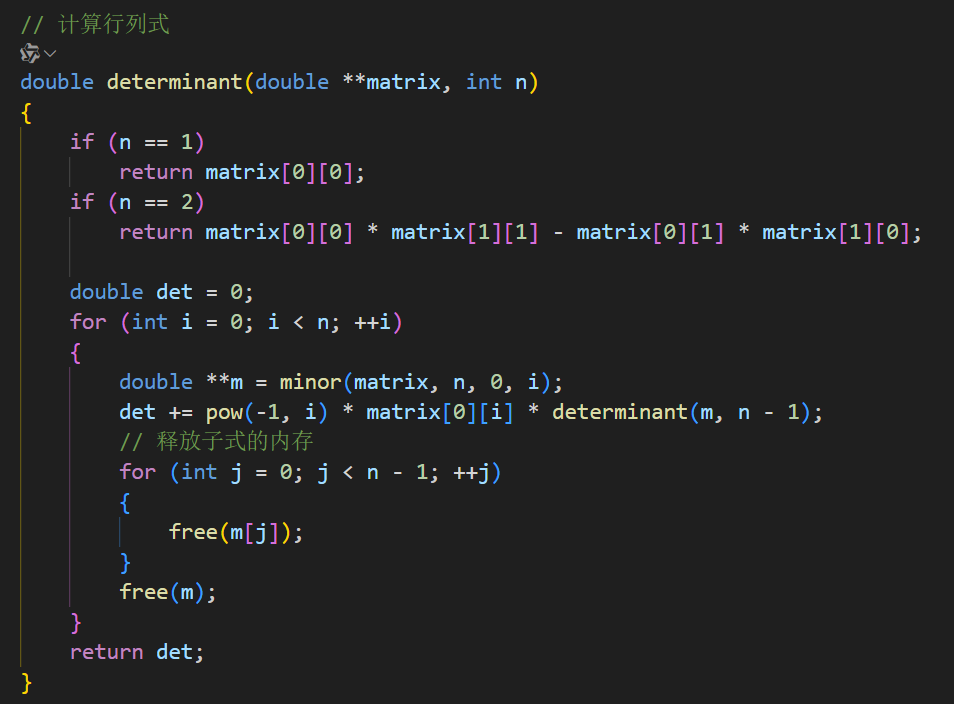 // 计算行列式
double determinant(double **matrix, int n)
{
    if (n == 1)
        return matrix[0][0];
    if (n == 2)
        return matrix[0][0] * matrix[1][1] - matrix[0][1] * matrix[1][0];
    double det = 0;
    for (int i = 0; i < n; ++i)
    {
        double **m = minor(matrix, n, 0, i);
        det += pow(-1, i) * matrix[0][i] * determinant(m, n - 1);
        // 释放子式的内存
        for (int j = 0; j < n - 1; ++j)
        {
            free(m[j]);
        }
        free(m);
    }
    return det;
}